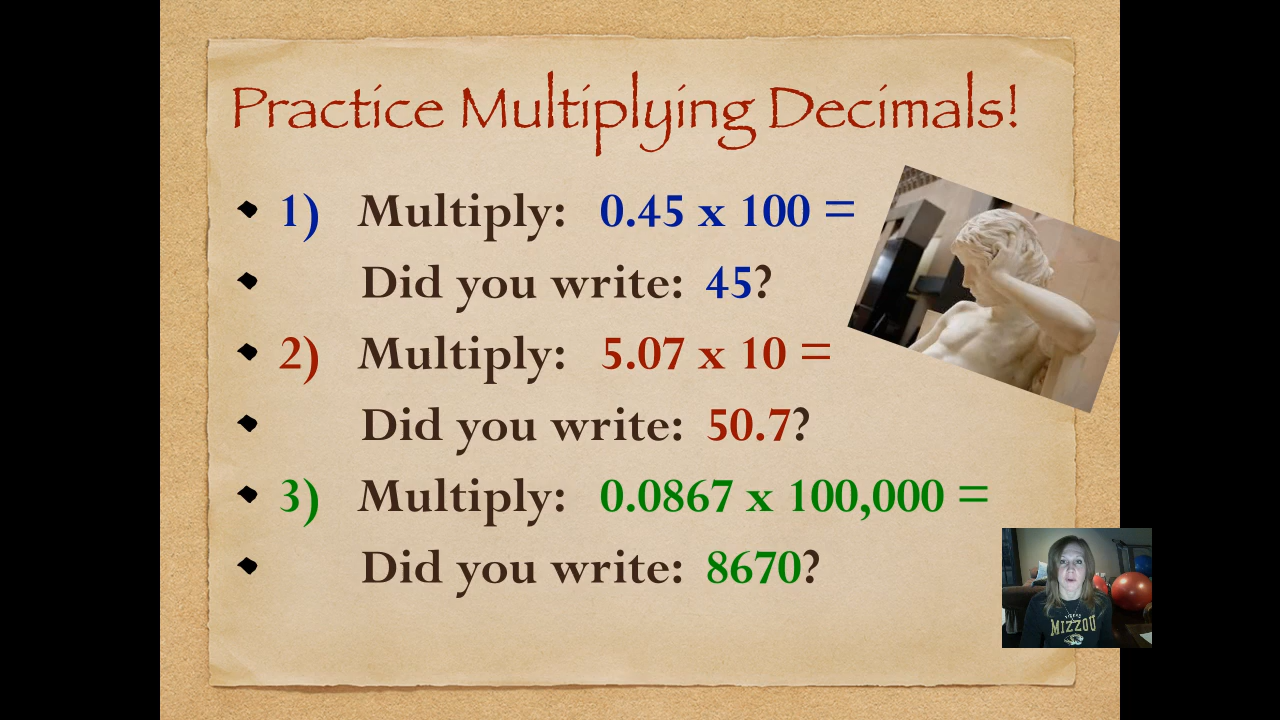 Practice Multiplying Decimals!
• 1) Multiply: 0.45 x 100 =
• Did you write: 45?
• 2) Multiply: 5.07 x 10 =
• Did you write: 50.7?
• 3) Multiply: 0.0867 x 100,000 =
• Did you write: 8670?
TIGERS
MIZZOU